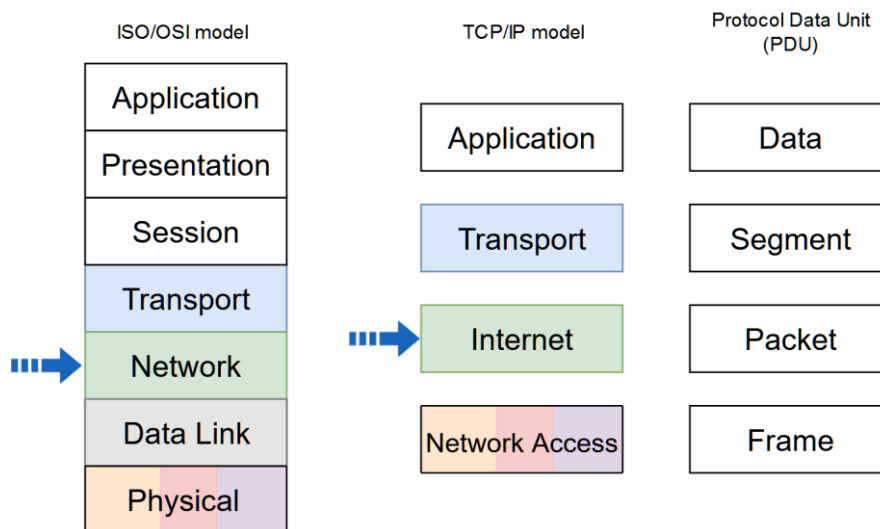 ISO/OSI model
TCP/IP model
Protocol Data Unit
(PDU)
Application
Presentation
Session
Transport
Network
Data Link
Physical
Application
Transport
Internet
Network Access
Data
Segment
Packet
Frame